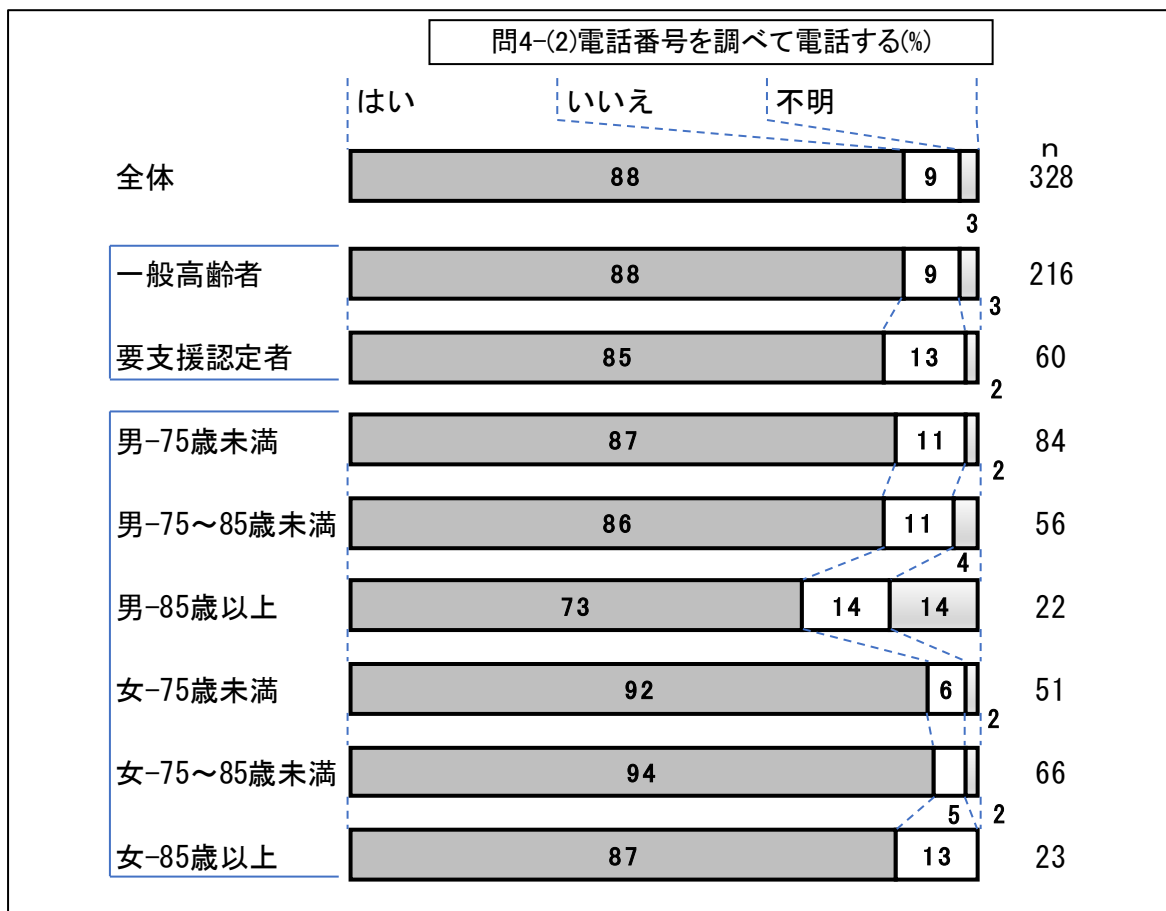 問4-(2)電話番号を調べて電話する(%)
はい いいえ 不明
n
全体 88 9 3 328
一般高齢者 88 9 3 216
要支援認定者 85 13 2 60
男-75歳未満 87 11 2 84
男-75～85歳未満 86 11 4 56
男-85歳以上 73 14 14 22
女-75歳未満 92 6 2 51
女-75～85歳未満 94 5 2 66
女-85歳以上 87 13 23